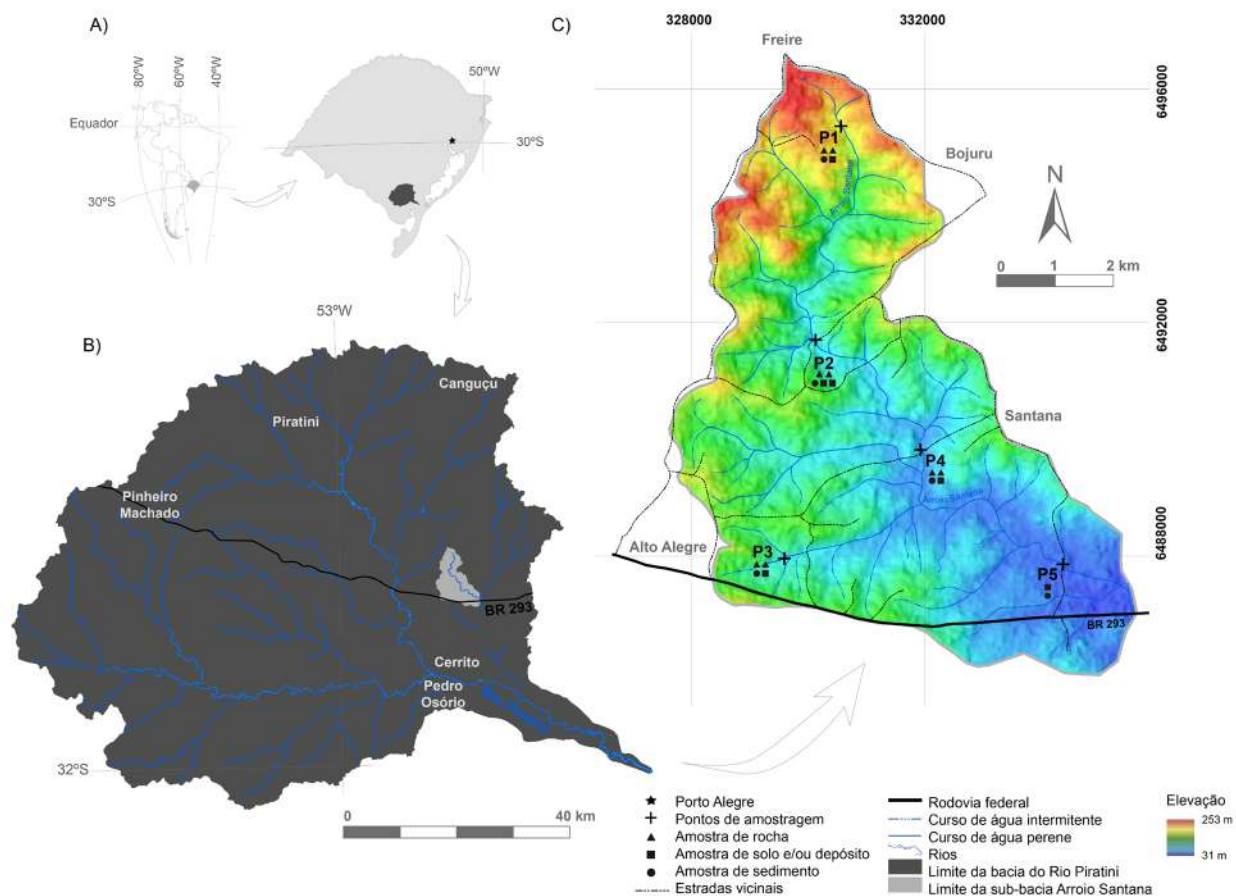 A)
80ºW
60ºW
40ºW
Equador
30ºS
50ºW
30ºS
B)
53ºW
Canguçu
Piratini
Pinheiro
Machado
BR 293
Cerrito
Pedro
Osório
32ºS
0 20 40 km
C)
328000
332000
Freire
6496000
P1
Bojuru
Arroio Santana
N
0 1 2 km
6492000
P2
Santana
P4
Arroio Santana
6488000
Alto Alegre
P3
P5
BR 293
Porto Alegre
Pontos de amostragem
Amostra de rocha
Amostra de solo e/ou depósito
Amostra de sedimento
Estradas vicinais
Rodovia federal
Curso de água intermitente
Curso de água perene
Rios
Limite da bacia do Rio Piratini
Limite da sub-bacia Arroio Santana
Elevação
253 m
31 m